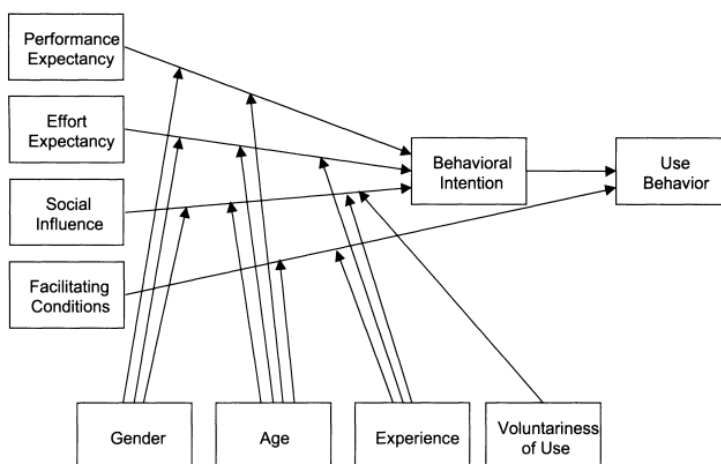 Performance
Expectancy
Effort
Expectancy
Social
Influence
Facilitating
Conditions
Behavioral
Intention
Use
Behavior
Gender
Age
Experience
Voluntariness
of Use